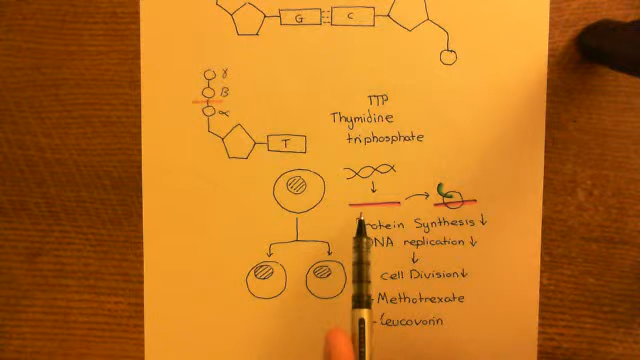 G C
γ
β
α
TTP
Thymidine
triphosphate
T
Protein Synthesis ↓
DNA replication ↓
↓
cell Division ↓
- Methotrexate
- Leucovorin